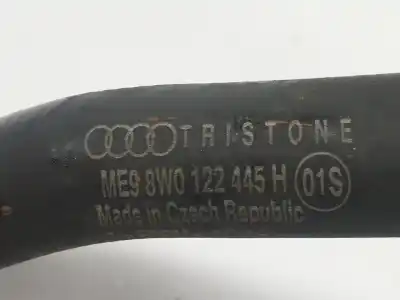 TRISTONE
ME9 8W0 122 445 H 01S
Made in Czech Republic